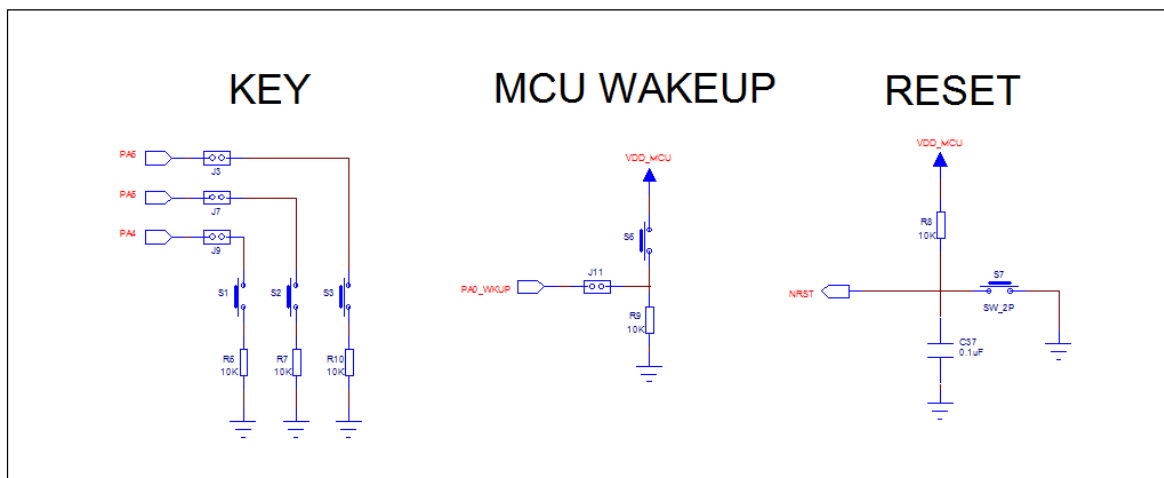 KEY
PA6
J3
PA5
J7
PA4
J9
S1
S2
S3
R6
10K
R7
10K
R10
10K
MCU WAKEUP
VDD_MCU
S6
J11
PA0_WKUP
R9
10K
RESET
VDD_MCU
R8
10K
NRST
S7
SW_2P
C37
0.1uF